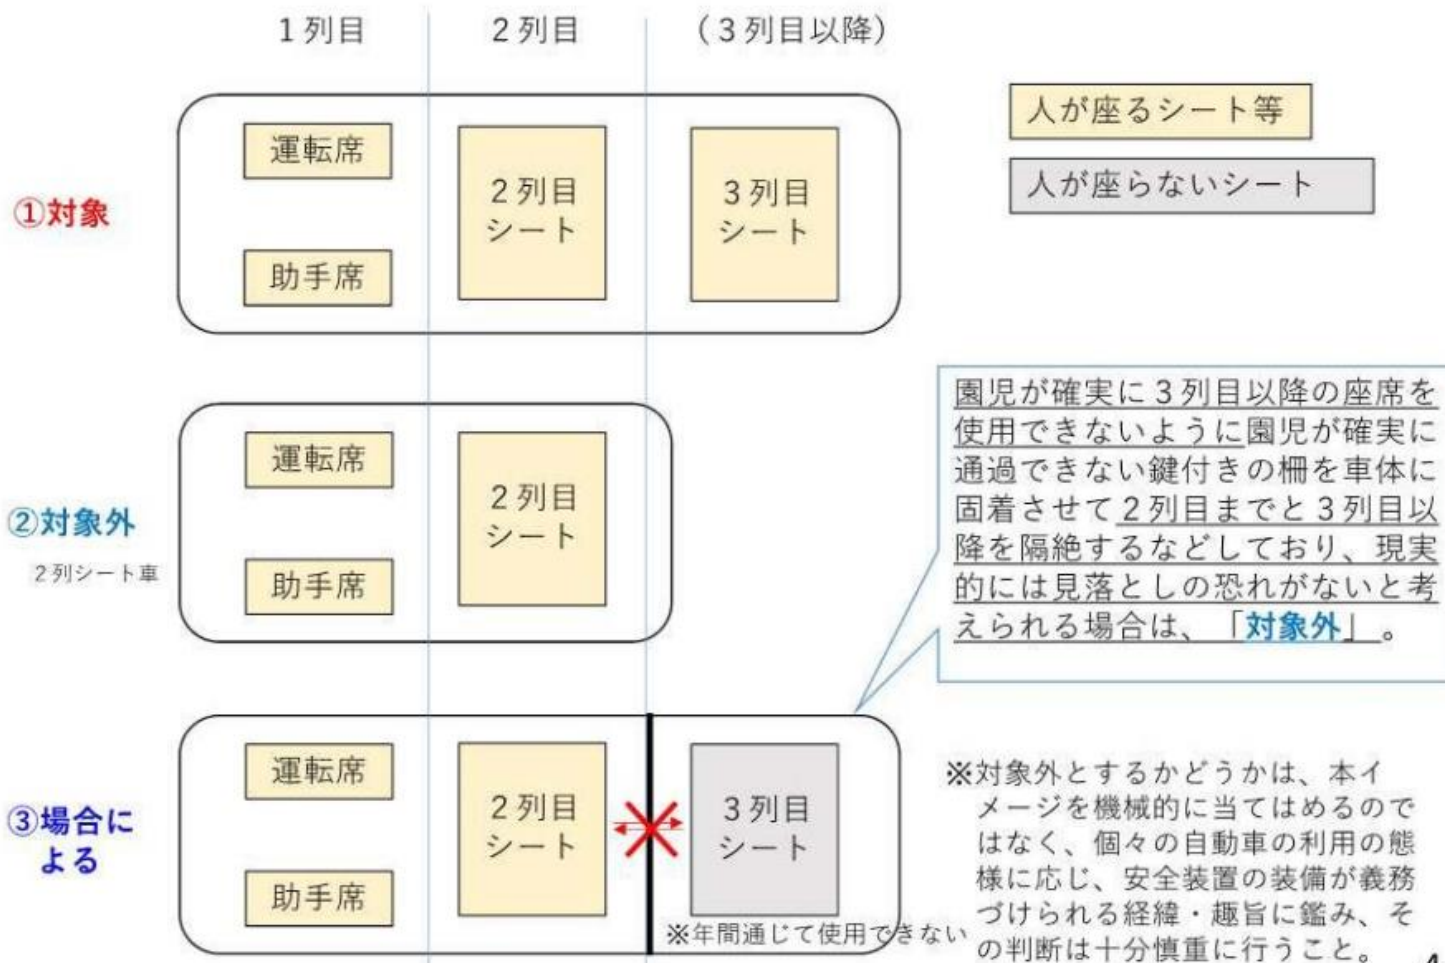 1列目
2列目
(3列目以降)
人が座るシート等
人が座らないシート
①対象
運転席
助手席
2列目
シート
3列目
シート
②対象外
2列シート車
運転席
助手席
2列目
シート
園児が確実に3列目以降の座席を
使用できないように園児が確実に
通過できない鍵付きの柵を車体に
固着させて2列目までと3列目以
降を隔絶するなどしており、現実
的には見落としの恐れがないと考
えられる場合は、「対象外」。
③場合に
よる
運転席
助手席
2列目
シート
3列目
シート
※年間通じて使用できない
※対象外とするかどうかは、本イ
メージを機械的に当てはめるので
はなく、個々の自動車の利用の態
様に応じ、安全装置の装備が義務
づけられる経緯・趣旨に鑑み、そ
の判断は十分慎重に行うこと。